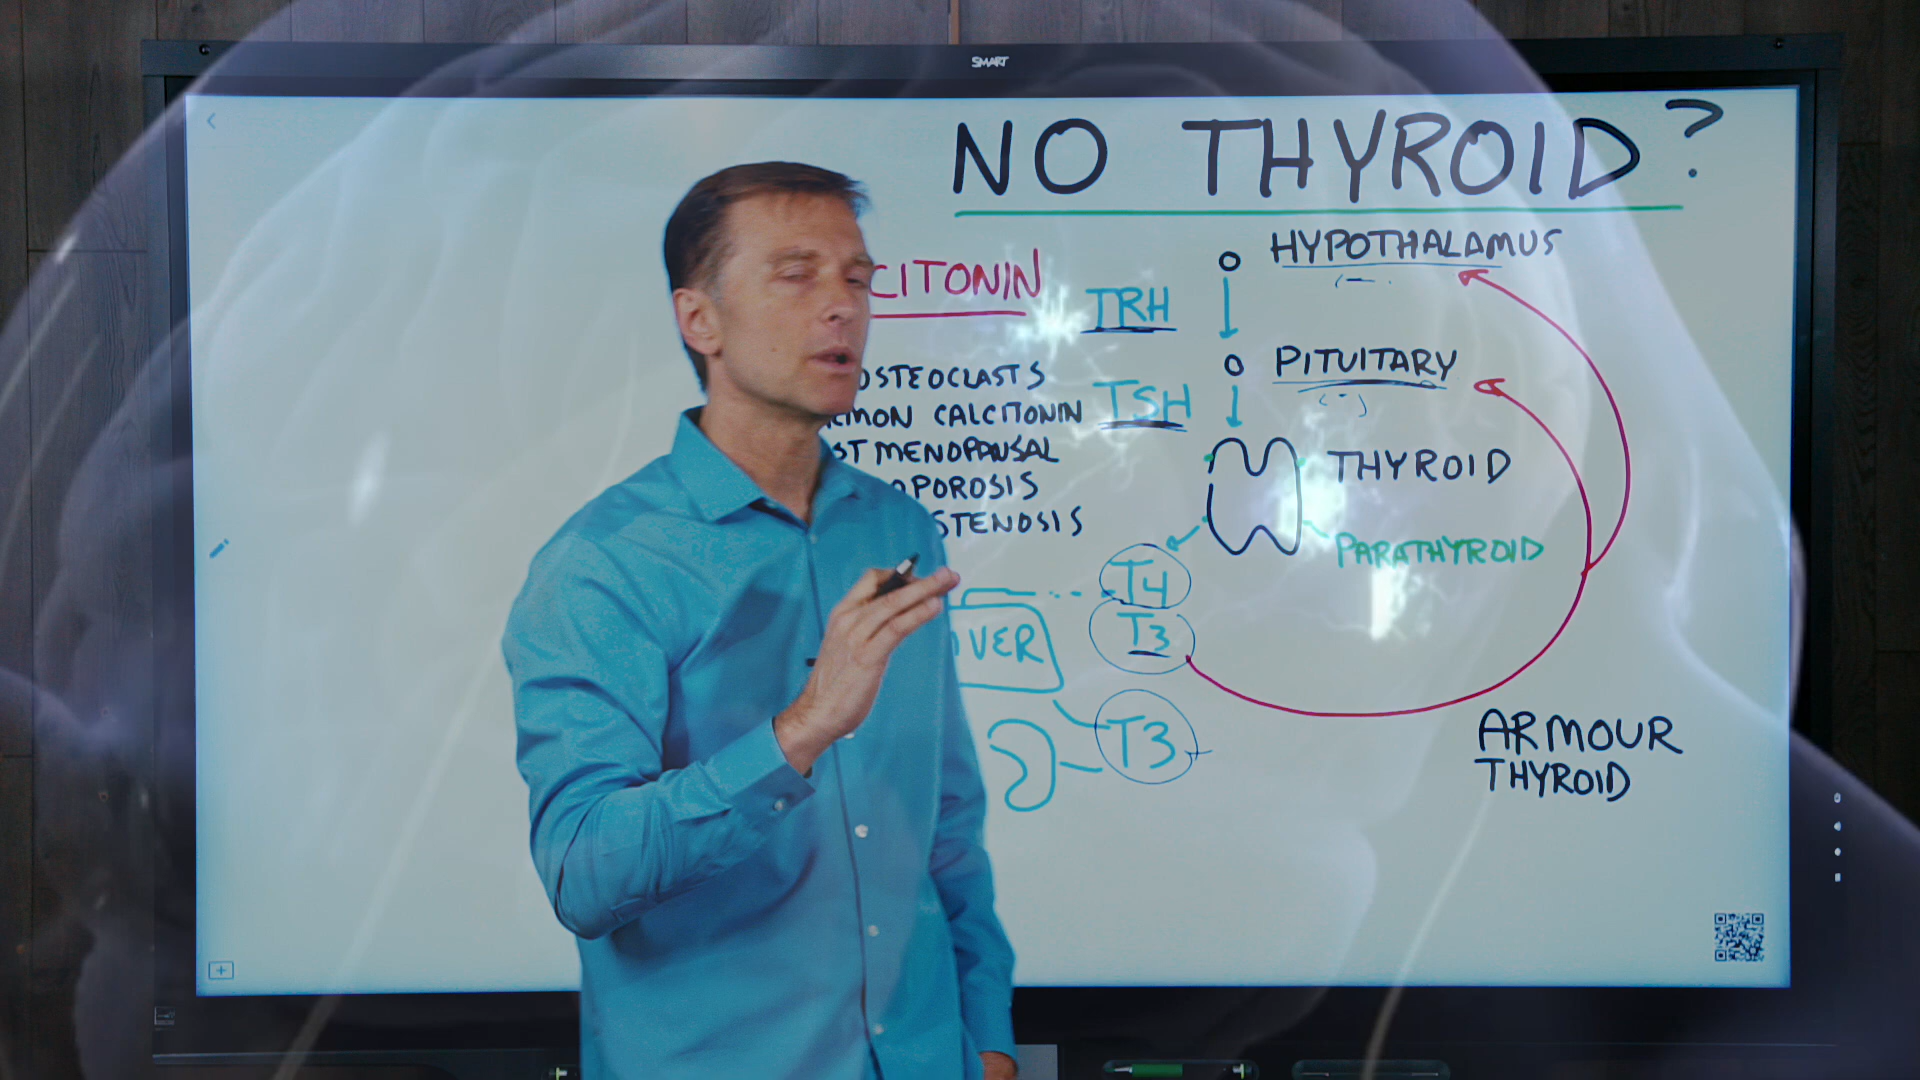 SMART
NO THYROID?
HYPOTHALAMUS
(-)
CITONIN
TRH
PITUITARY
(-)
OSTEOCLASTS
TSH
MON CALCITONIN
ST MENOPAUSAL
THYROID
OPOROSIS
STENOSIS
PARATHYROID
T4
T3
IVER
T3
ARMOUR
THYROID